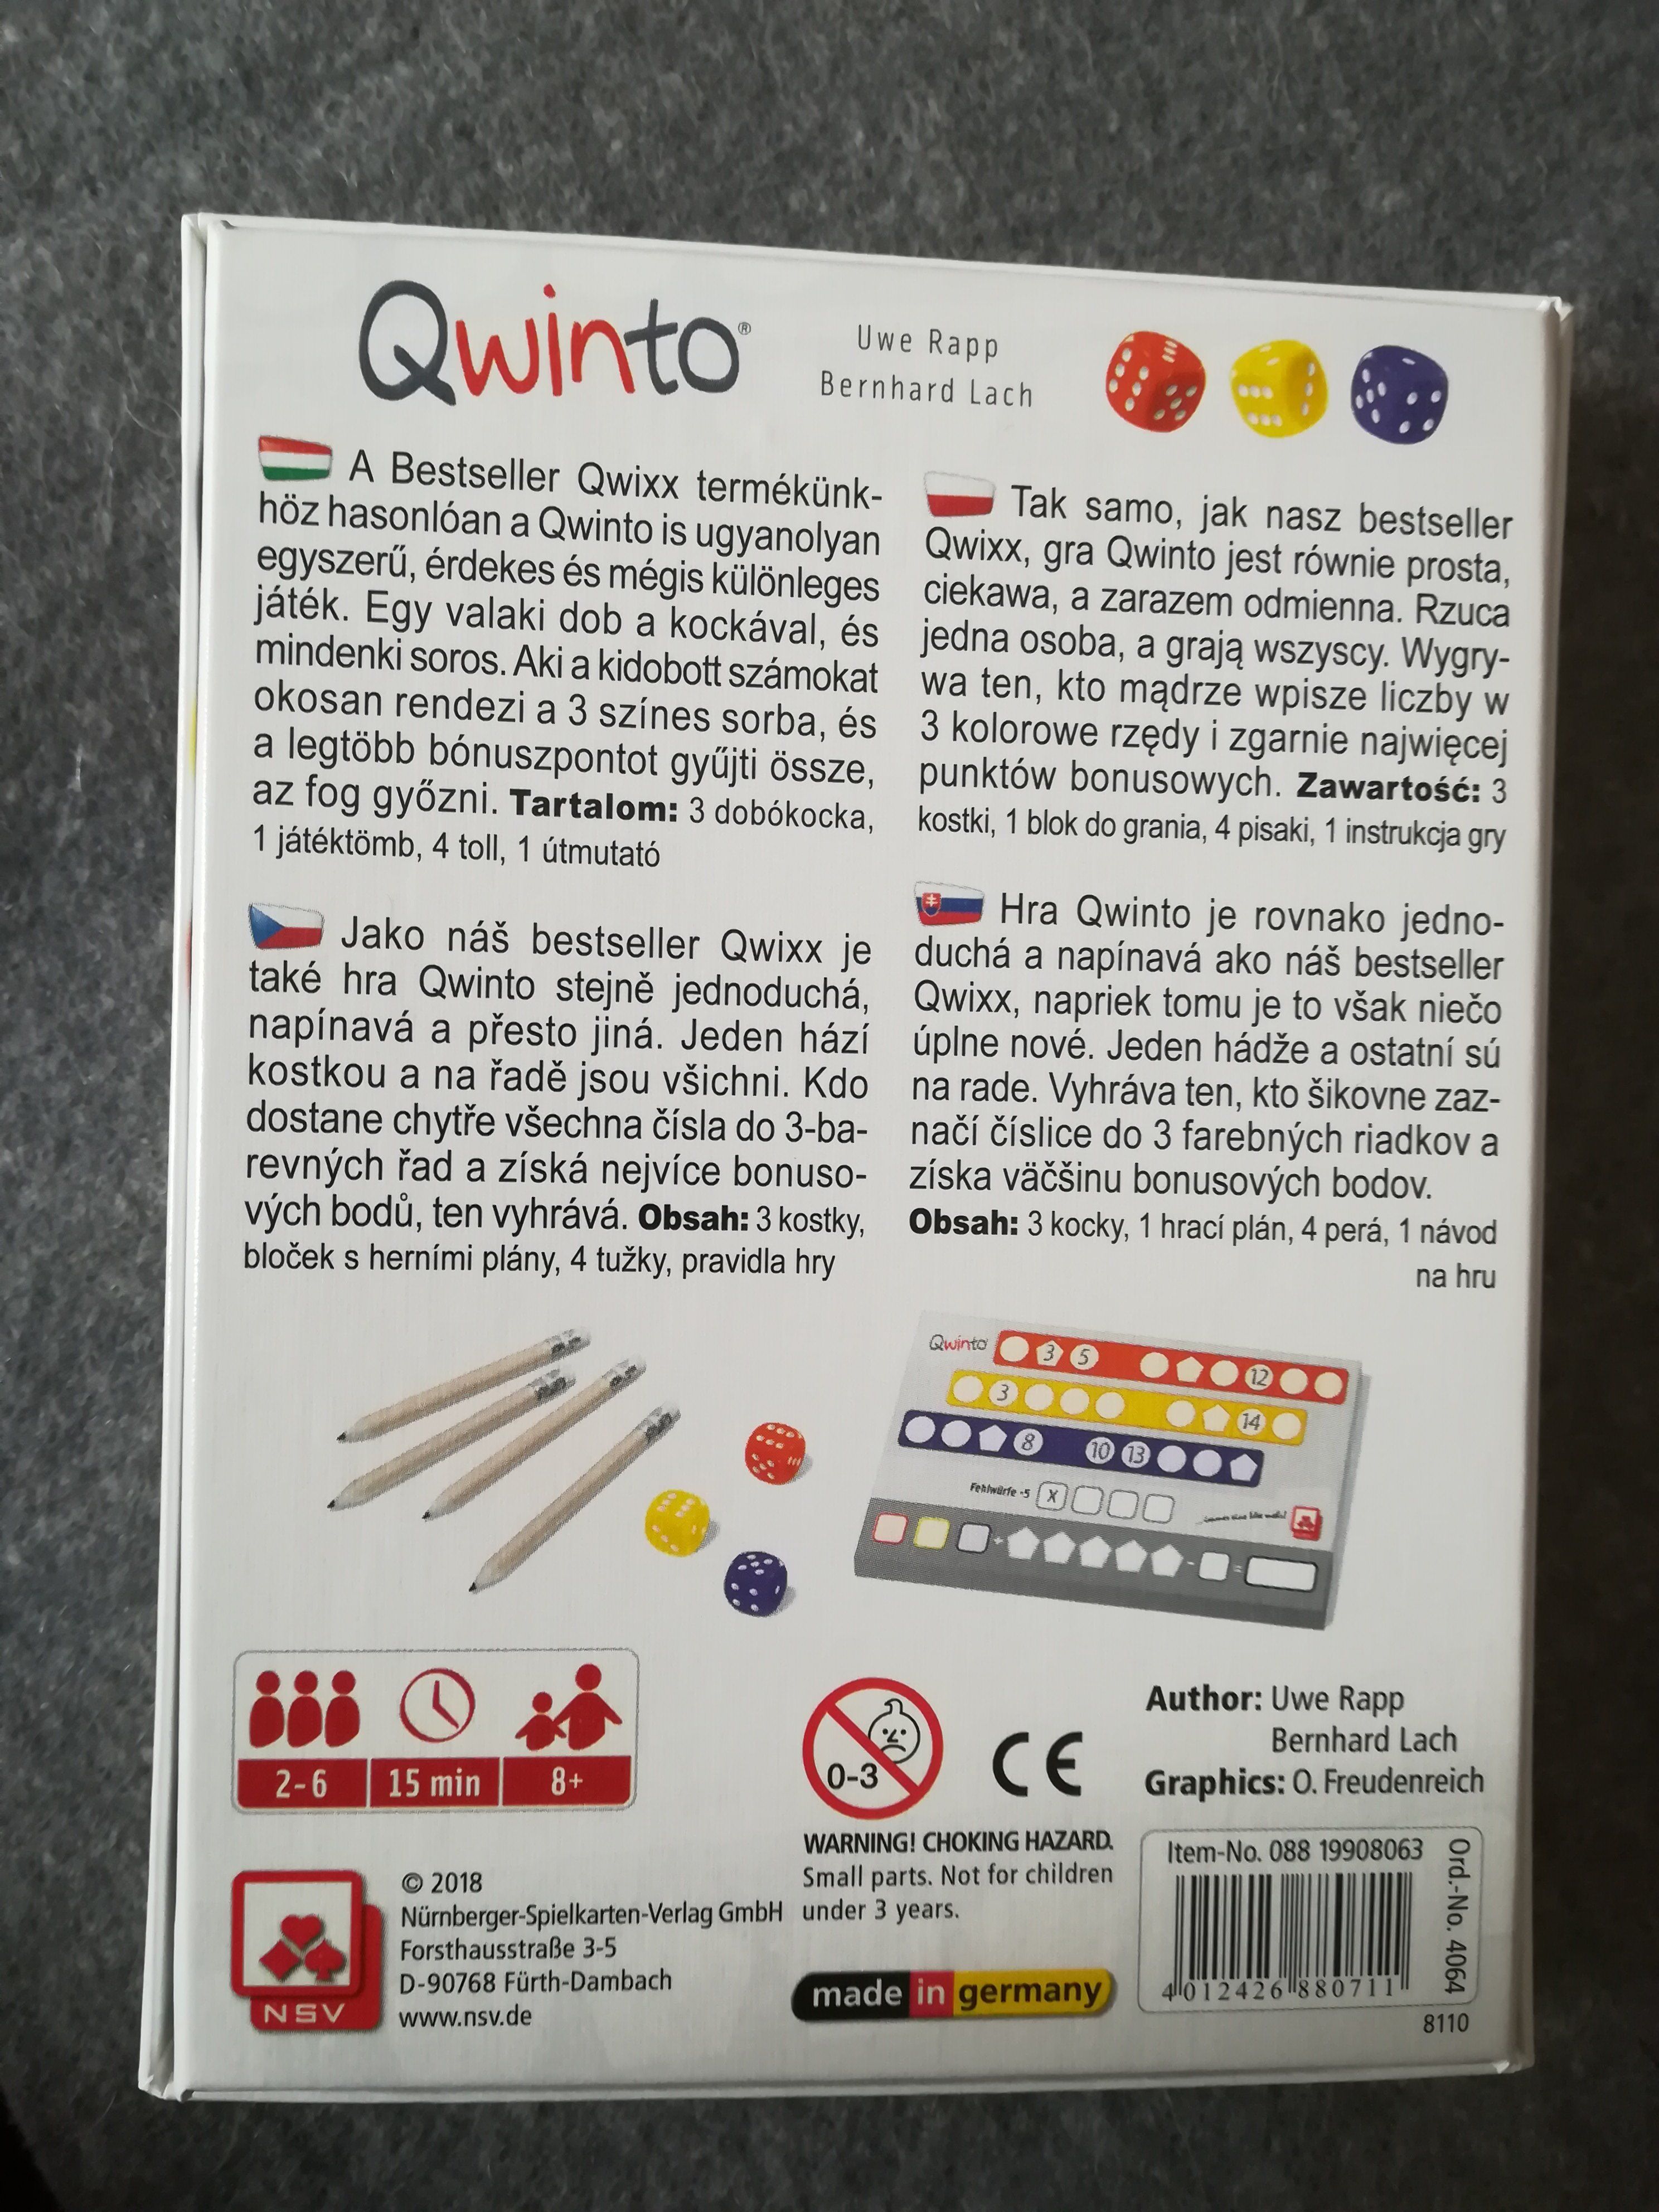 Qwinto®
Uwe Rapp
Bernhard Lach
A Bestseller Qwixx termékünk-
höz hasonlóan a Qwinto is ugyanolyan
egyszerű, érdekes és mégis különleges
játék. Egy valaki dob a kockával, és
mindenki soros. Aki a kidobott számokat
okosan rendezi a 3 színes sorba, és
a legtöbb bónuszpontot gyűjti össze,
az fog győzni. Tartalom: 3 dobókocka,
1 játéktömb, 4 toll, 1 útmutató
Tak samo, jak nasz bestseller
Qwixx, gra Qwinto jest równie prosta,
ciekawa, a zarazem odmienna. Rzuca
jedna osoba, a grają wszyscy. Wygry-
wa ten, kto mądrze wpisze liczby w
3 kolorowe rzędy i zgarnie najwięcej
punktów bonusowych. Zawartość: 3
kostki, 1 blok do grania, 4 pisaki, 1 instrukcja gry
Jako náš bestseller Qwixx je
také hra Qwinto stejně jednoduchá,
napínavá a přesto jiná. Jeden hází
kostkou a na řadě jsou všichni. Kdo
dostane chytře všechna čísla do 3-ba-
revných řad a získá nejvíce bonuso-
vých bodů, ten vyhrává. Obsah: 3 kostky,
bloček s herními plány, 4 tužky, pravidla hry
Hra Qwinto je rovnako jedno-
duchá a napínavá ako náš bestseller
Qwixx, napriek tomu je to však niečo
úplne nové. Jeden hádže a ostatní sú
na rade. Vyhráva ten, kto šikovne zaz-
načí číslice do 3 farebných riadkov a
získa väčšinu bonusových bodov.
Obsah: 3 kocky, 1 hrací plán, 4 perá, 1 návod
na hru
Qwinto 3 5 12
3 14
8 10 13
Fehlwürfe -5 X
+ - =
2-6 15 min 8+
0-3
CE
WARNING! CHOKING HAZARD.
Small parts. Not for children
under 3 years.
Author: Uwe Rapp
Bernhard Lach
Graphics: O. Freudenreich
NSV
© 2018
Nürnberger-Spielkarten-Verlag GmbH
Forsthausstraße 3-5
D-90768 Fürth-Dambach
www.nsv.de
made in germany
Item-No. 088 19908063
Ord.-No. 4064
4 012426 880711
8110